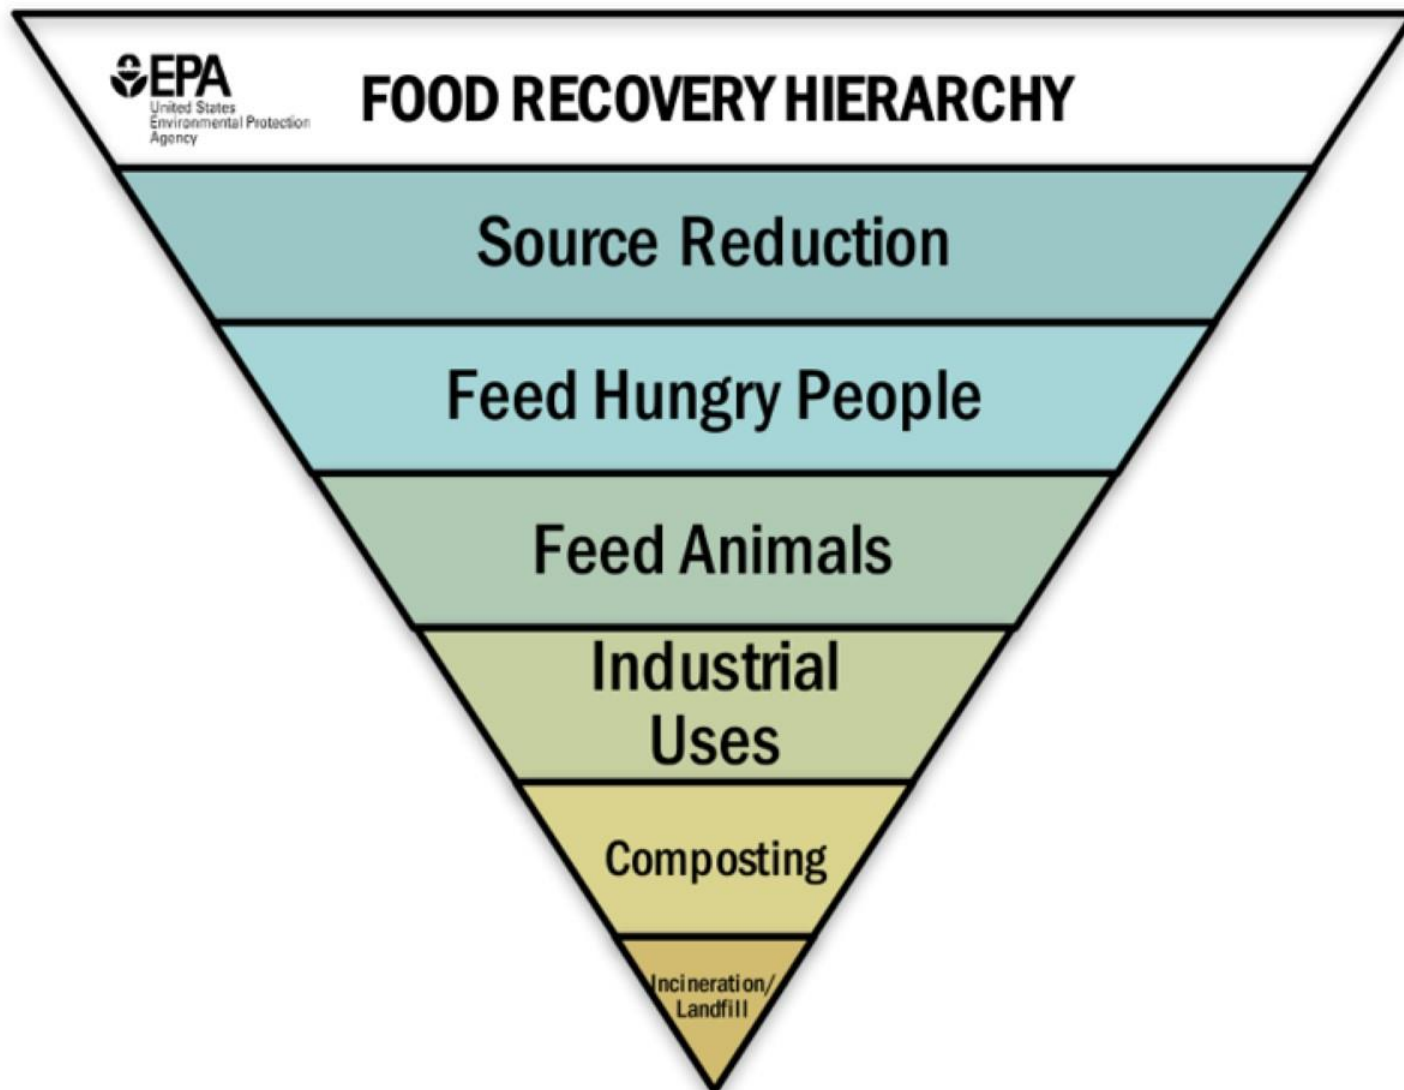 EPA
United States
Environmental Protection
Agency
FOOD RECOVERY HIERARCHY
Source Reduction
Feed Hungry People
Feed Animals
Industrial
Uses
Composting
Incineration/
Landfill